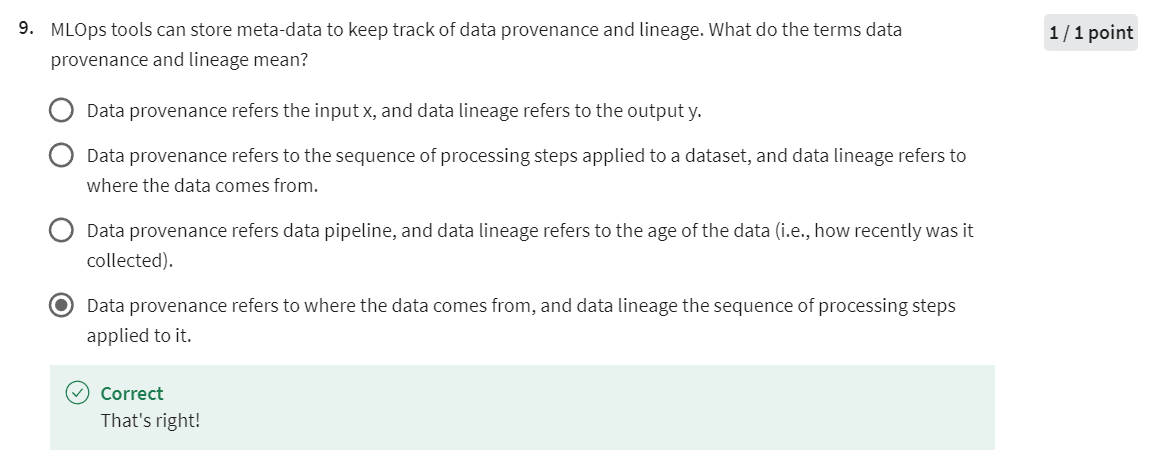 9. MLOps tools can store meta-data to keep track of data provenance and lineage. What do the terms data
1 / 1 point
provenance and lineage mean?
Data provenance refers the input x, and data lineage refers to the output y.
Data provenance refers to the sequence of processing steps applied to a dataset, and data lineage refers to
where the data comes from.
Data provenance refers data pipeline, and data lineage refers to the age of the data (i.e., how recently was it
collected).
Data provenance refers to where the data comes from, and data lineage the sequence of processing steps
applied to it.
Correct
That's right!